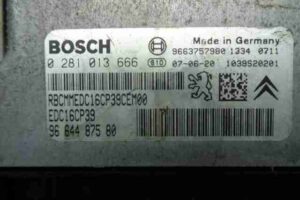 BOSCH
Made in Germany
9663757980 1334 0711
0 281 013 666
BID 07-06-20 1039S20201
RBCMMEDC16CP39CEM00
EDC16CP39
96 644 875 80